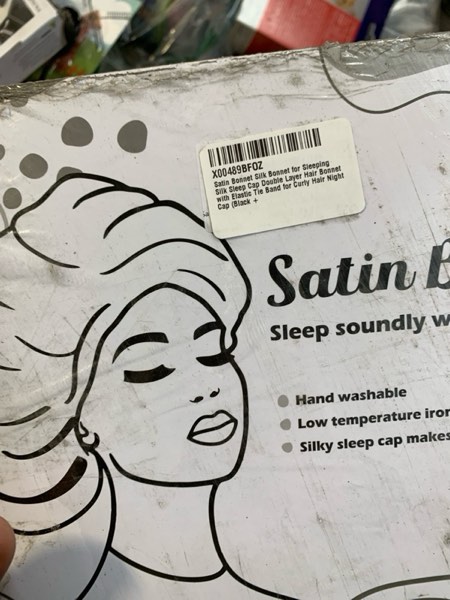 X00489BFOZ
Satin Bonnet Silk Bonnet for Sleeping
Silk Sleep Cap Double Layer Hair Bonnet
with Elastic Tie Band for Curly Hair Night
Cap (Black +
Satin B
Sleep soundly w
Hand washable
Low temperature iron
Silky sleep cap makes